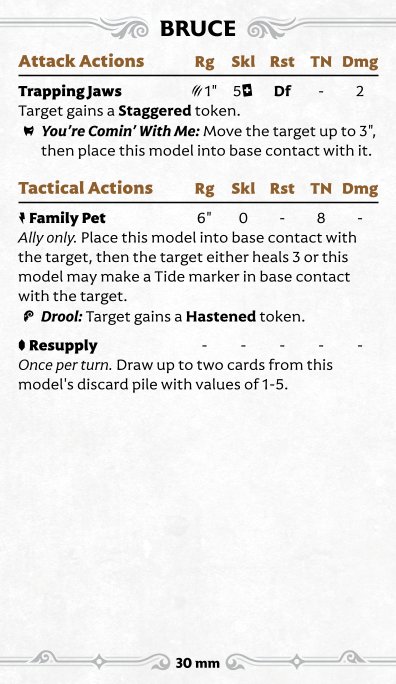 BRUCE
Attack Actions Rg Skl Rst TN Dmg
Trapping Jaws 1" 5 Df - 2
Target gains a Staggered token.
You're Comin' With Me: Move the target up to 3",
then place this model into base contact with it.
Tactical Actions Rg Skl Rst TN Dmg
Family Pet 6" 0 - 8 -
Ally only. Place this model into base contact with
the target, then the target either heals 3 or this
model may make a Tide marker in base contact
with the target.
Drool: Target gains a Hastened token.
Resupply - - - - -
Once per turn. Draw up to two cards from this
model's discard pile with values of 1-5.
30 mm